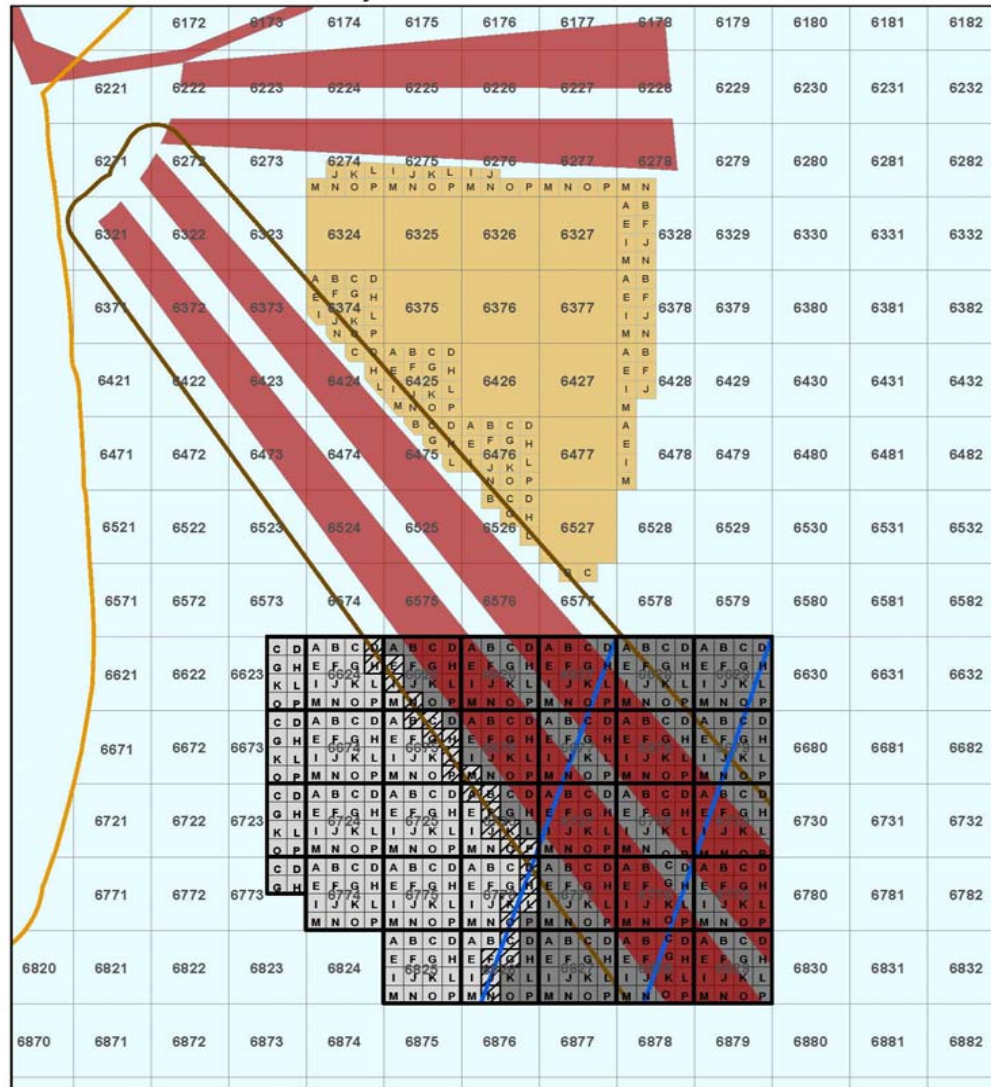 6172 6173 6174 6175 6176 6177 6178 6179 6180 6181 6182
6221 6222 6223 6224 6225 6226 6227 6228 6229 6230 6231 6232
6271 6272 6273 6274 6275 6276 6277 6278 6279 6280 6281 6282
J K L I J K L I J
M N O P M N O P M N O P M N O P M N
A B
E F
6321 6322 6323 6324 6325 6326 6327 I J 6328 6329 6330 6331 6332
M N
A B C D A B
E F G H E F
6371 6372 6373 6374 6375 6376 6377 6378 6379 6380 6381 6382
I J K L I J
N O P M N
C D A B C D A B
H E F G H E F
6421 6422 6423 6424 6425 6426 6427 6428 6429 6430 6431 6432
L I J K L I J
M N O P M
B C D A B C D A
G H E F G H E
6471 6472 6473 6474 6475 6476 6477 6478 6479 6480 6481 6482
K L I J K L I
N O P M
B C D
G H
6521 6522 6523 6524 6525 6526 6527 6528 6529 6530 6531 6532
L
B C
6571 6572 6573 6574 6575 6576 6577 6578 6579 6580 6581 6582
C D A B C D A B C D A B C D A B C D A B C D A B C D
G H E F G H E F G H E F G H E F G H E F G H E F G H
6621 6622 6623 6624 6630 6631 6632
K L I J K L I J K L I J K L I J K L I J K L I J K L
O P M N O P M N O P M N O P M N O P M N O P M N O P
C D A B C D A B C D A B C D A B C D A B C D A B C D
G H E F G H E F G H E F G H E F G H E F G H E F G H
6671 6672 6673 6674 6680 6681 6682
K L I J K L I J K L I J K L I J K L I J K L I J K L
O P M N O P M N O P M N O P M N O P M N O P M N O P
C D A B C D A B C D A B C D A B C D A B C D A B C D
G H E F G H E F G H E F G H E F G H E F G H E F G H
6721 6722 6723 6724 6725 6730 6731 6732
K L I J K L I J K L I J K L I J K L I J K L I J K L
O P M N O P M N O P M N O P M N O P M N O P M N O P
C D A B C D A B C D A B C D A B C D A B C D A B C D
G H E F G H E F G H E F G H E F G H E F G H E F G H
6771 6772 6773 6774 6775 6780 6781 6782
I J K L I J K L I J K L I J K L I J K L I J K L
M N O P M N O P M N O P M N O P M N O P M N O P
A B C D A B C D A B C D A B C D A B C D
E F G H E F G H E F G H E F G H E F G H
6820 6821 6822 6823 6824 6825 6830 6831 6832
I J K L I J K L I J K L I J K L I J K L
M N O P M N O P M N O P M N O P M N O P
6870 6871 6872 6873 6874 6875 6876 6877 6878 6879 6880 6881 6882